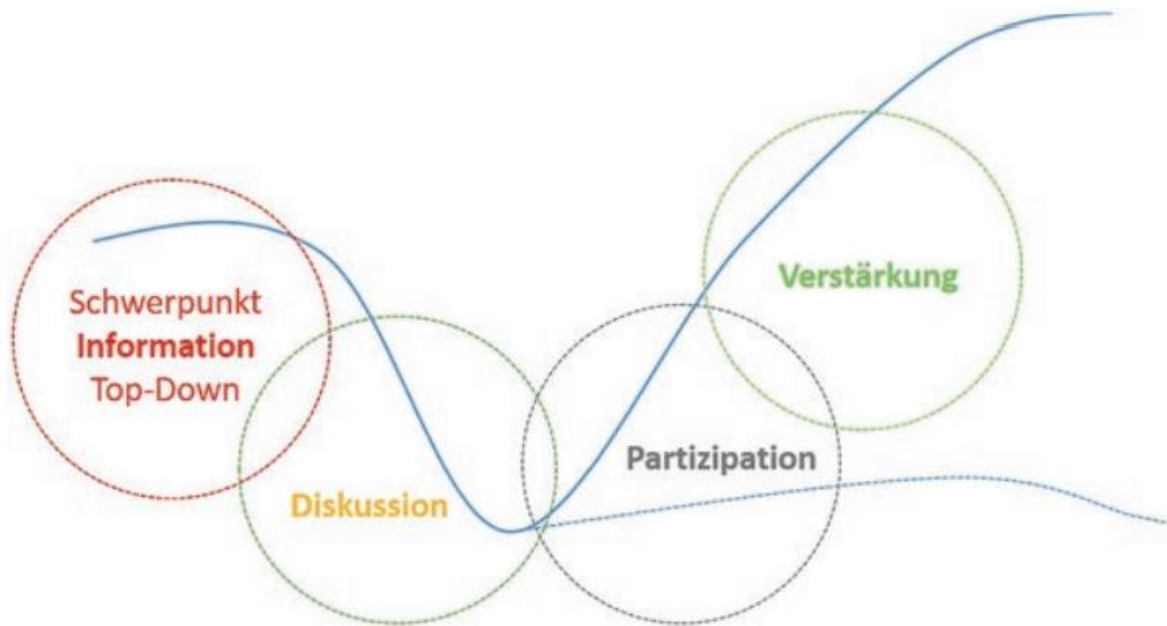 Schwerpunkt
Information
Top-Down
Diskussion
Partizipation
Verstärkung